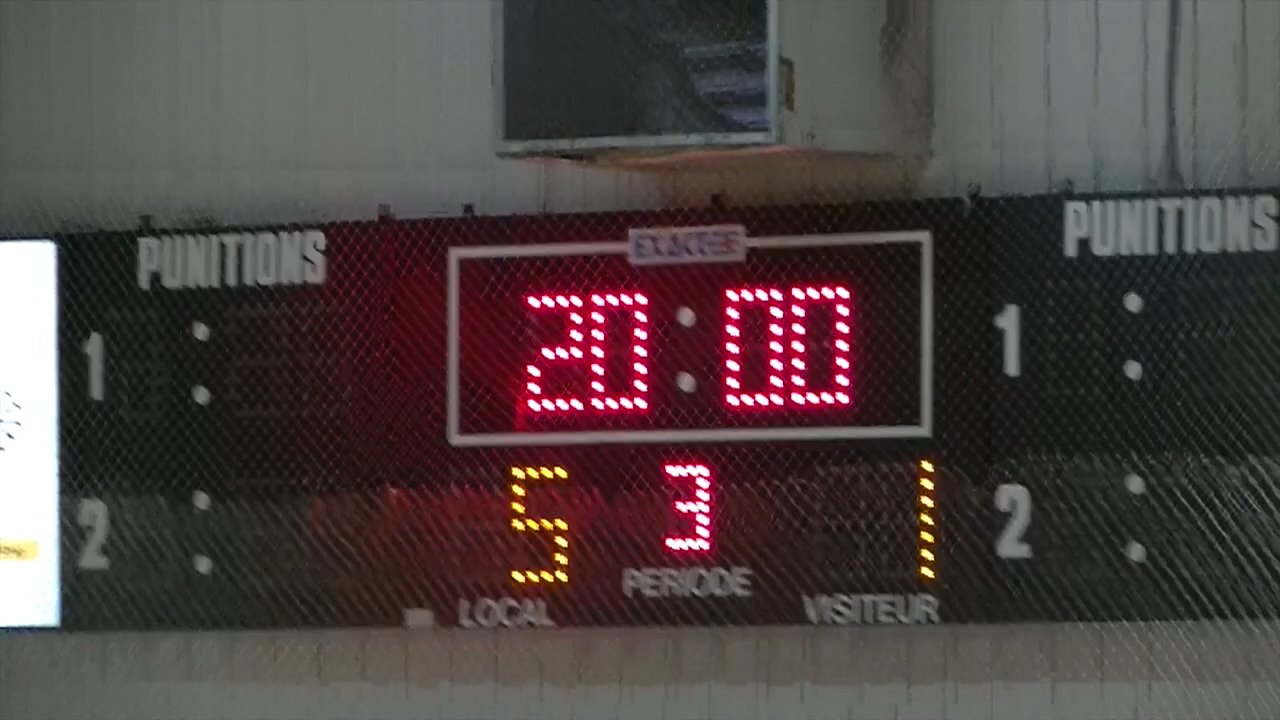 PUNITIONS
PUNITIONS
20:00
1 :
1 :
5 3 1
2 :
2 :
PERIODE
LOCAL VISITEUR